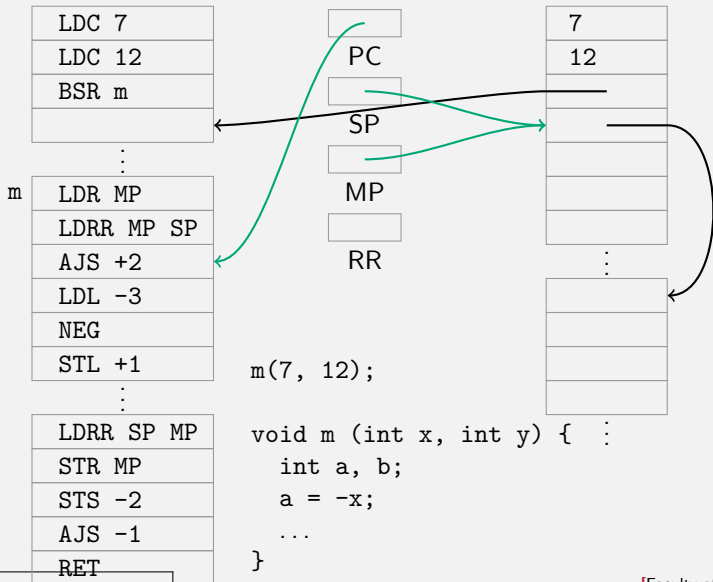 LDC 7
LDC 12
BSR m
⋮
m LDR MP
LDRR MP SP
AJS +2
LDL -3
NEG
STL +1
⋮
LDRR SP MP
STR MP
STS -2
AJS -1
RET
PC
SP
MP
RR
7
12
⋮
⋮
m(7, 12);
void m (int x, int y) {
int a, b;
a = -x;
...
}